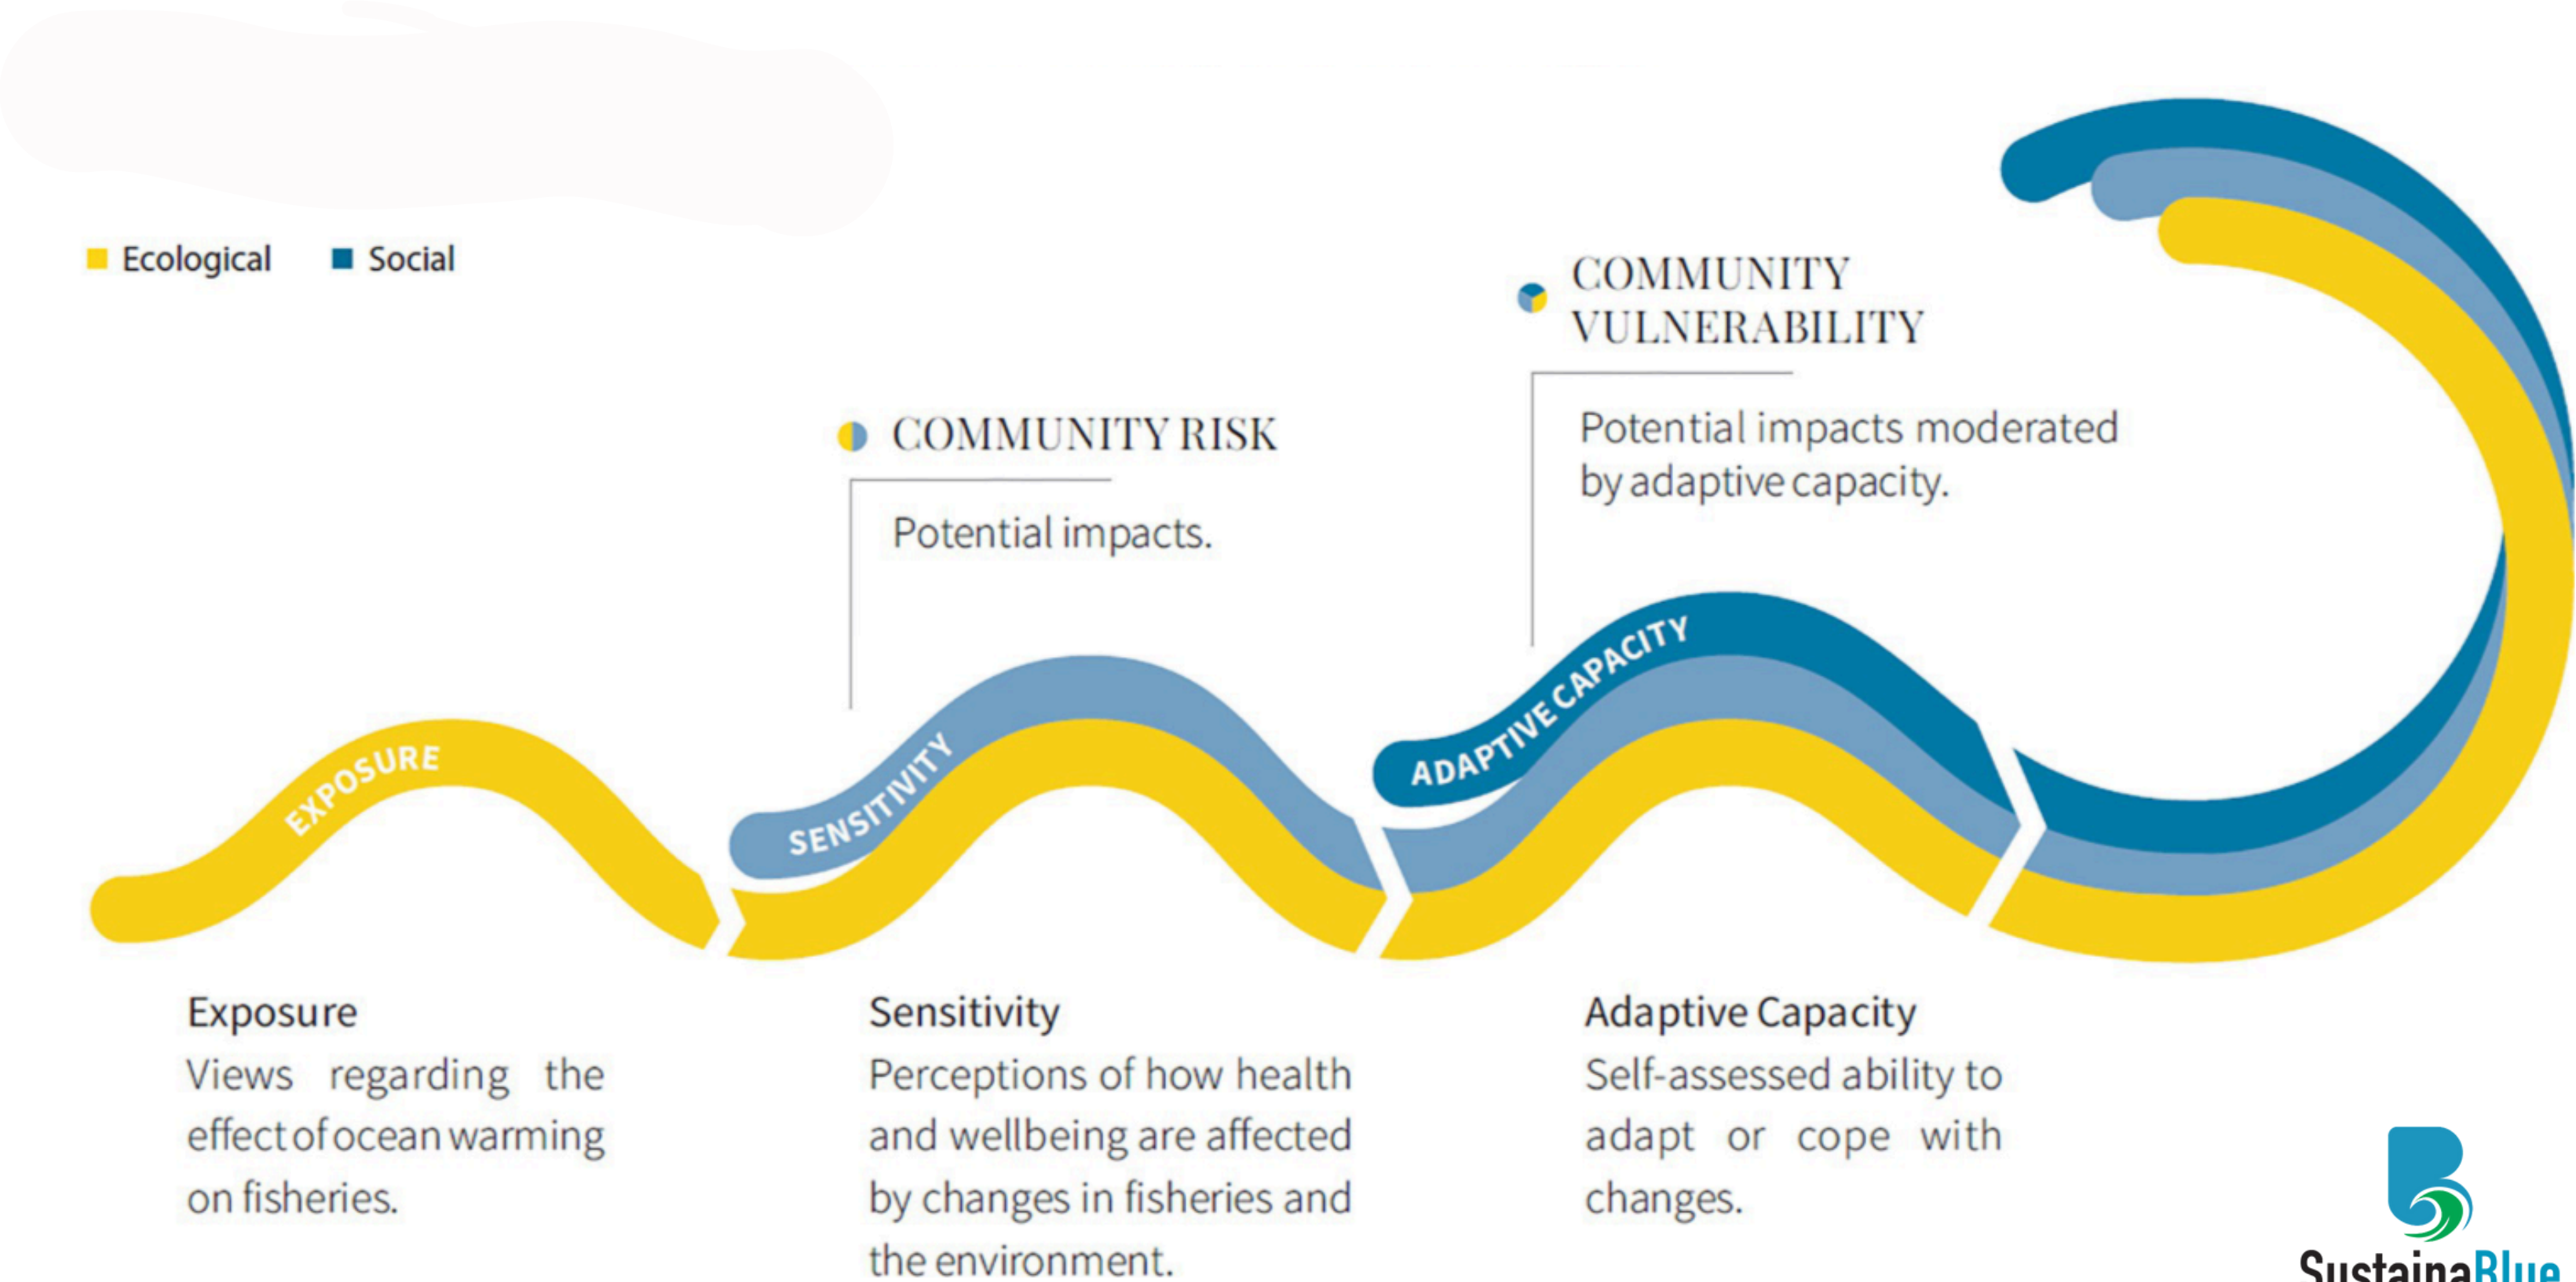 Ecological
Social
COMMUNITY
VULNERABILITY
Potential impacts moderated
by adaptive capacity.
COMMUNITY RISK
Potential impacts.
EXPOSURE
SENSITIVITY
ADAPTIVE CAPACITY
Exposure
Views regarding the
effect of ocean warming
on fisheries.
Sensitivity
Perceptions of how health
and wellbeing are affected
by changes in fisheries and
the environment.
Adaptive Capacity
Self-assessed ability to
adapt or cope with
changes.
SustainaBlue